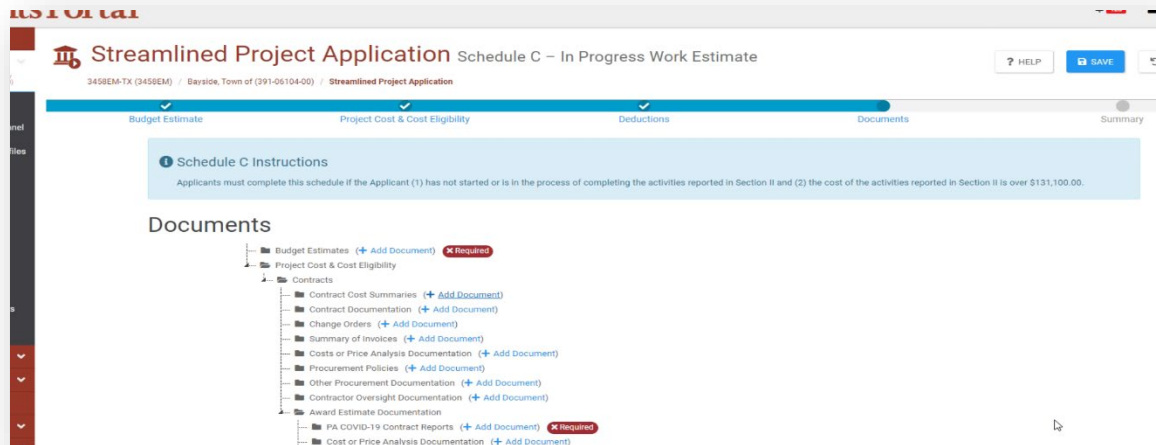 Streamlined Project Application Schedule C – In Progress Work Estimate
? HELP
SAVE
3458EM-TX (3458EM) / Bayside, Town of (391-06104-00) / Streamlined Project Application
Budget Estimate
Project Cost & Cost Eligibility
Deductions
Documents
Summary
Schedule C Instructions
Applicants must complete this schedule if the Applicant (1) has not started or is in the process of completing the activities reported in Section II and (2) the cost of the activities reported in Section II is over $131,100.00.
Documents
Budget Estimates (+ Add Document) × Required
Project Cost & Cost Eligibility
Contracts
Contract Cost Summaries (+ Add Document)
Contract Documentation (+ Add Document)
Change Orders (+ Add Document)
Summary of Invoices (+ Add Document)
Costs or Price Analysis Documentation (+ Add Document)
Procurement Policies (+ Add Document)
Other Procurement Documentation (+ Add Document)
Contractor Oversight Documentation (+ Add Document)
Award Estimate Documentation
PA COVID-19 Contract Reports (+ Add Document) × Required
Cost or Price Analysis Documentation (+ Add Document)